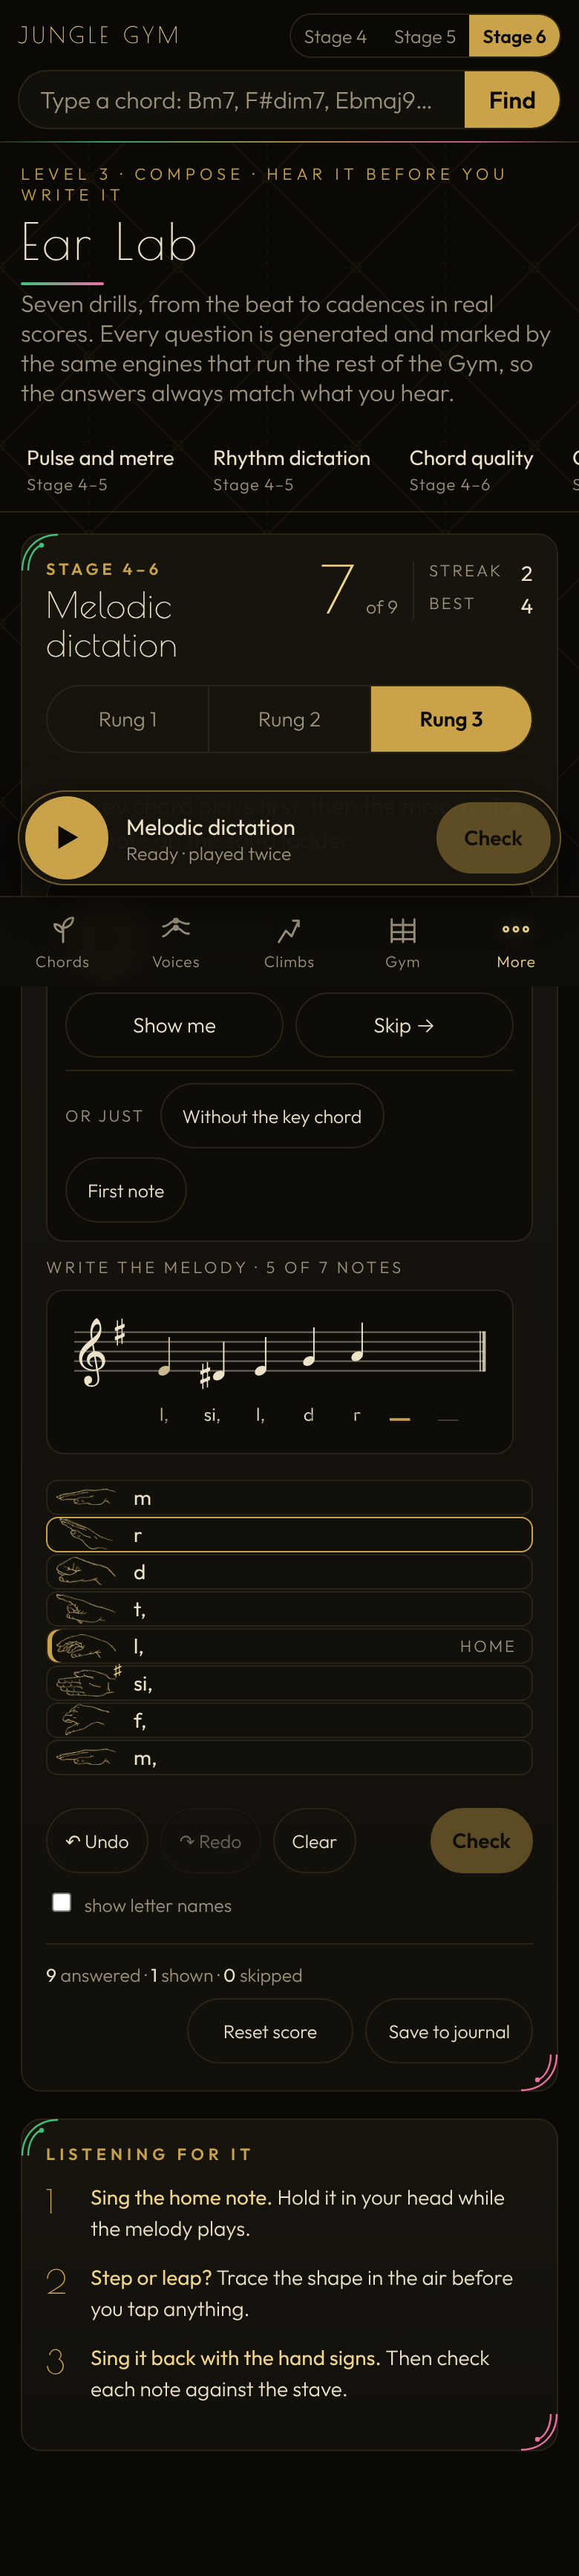 JUNGLE GYM
Stage 4 Stage 5 Stage 6
Type a chord: Bm7, F#dim7, Ebmaj9... Find
LEVEL 3 · COMPOSE · HEAR IT BEFORE YOU
WRITE IT
Ear Lab
Seven drills, from the beat to cadences in real
scores. Every question is generated and marked by
the same engines that run the rest of the Gym, so
the answers always match what you hear.
Pulse and metre Rhythm dictation Chord quality
Stage 4–5 Stage 4–5 Stage 4–6
STAGE 4–6
Melodic
dictation
7 of 9
STREAK 2
BEST 4
Rung 1 Rung 2 Rung 3
Melodic dictation
Ready · played twice
Check
Chords Voices Climbs Gym More
Show me Skip →
OR JUST Without the key chord
First note
WRITE THE MELODY · 5 OF 7 NOTES
l, si, l, d r
m
r
d
t,
l, HOME
si,
f,
m,
↶ Undo ↷ Redo Clear Check
show letter names
9 answered · 1 shown · 0 skipped
Reset score Save to journal
LISTENING FOR IT
1 Sing the home note. Hold it in your head while
the melody plays.
2 Step or leap? Trace the shape in the air before
you tap anything.
3 Sing it back with the hand signs. Then check
each note against the stave.